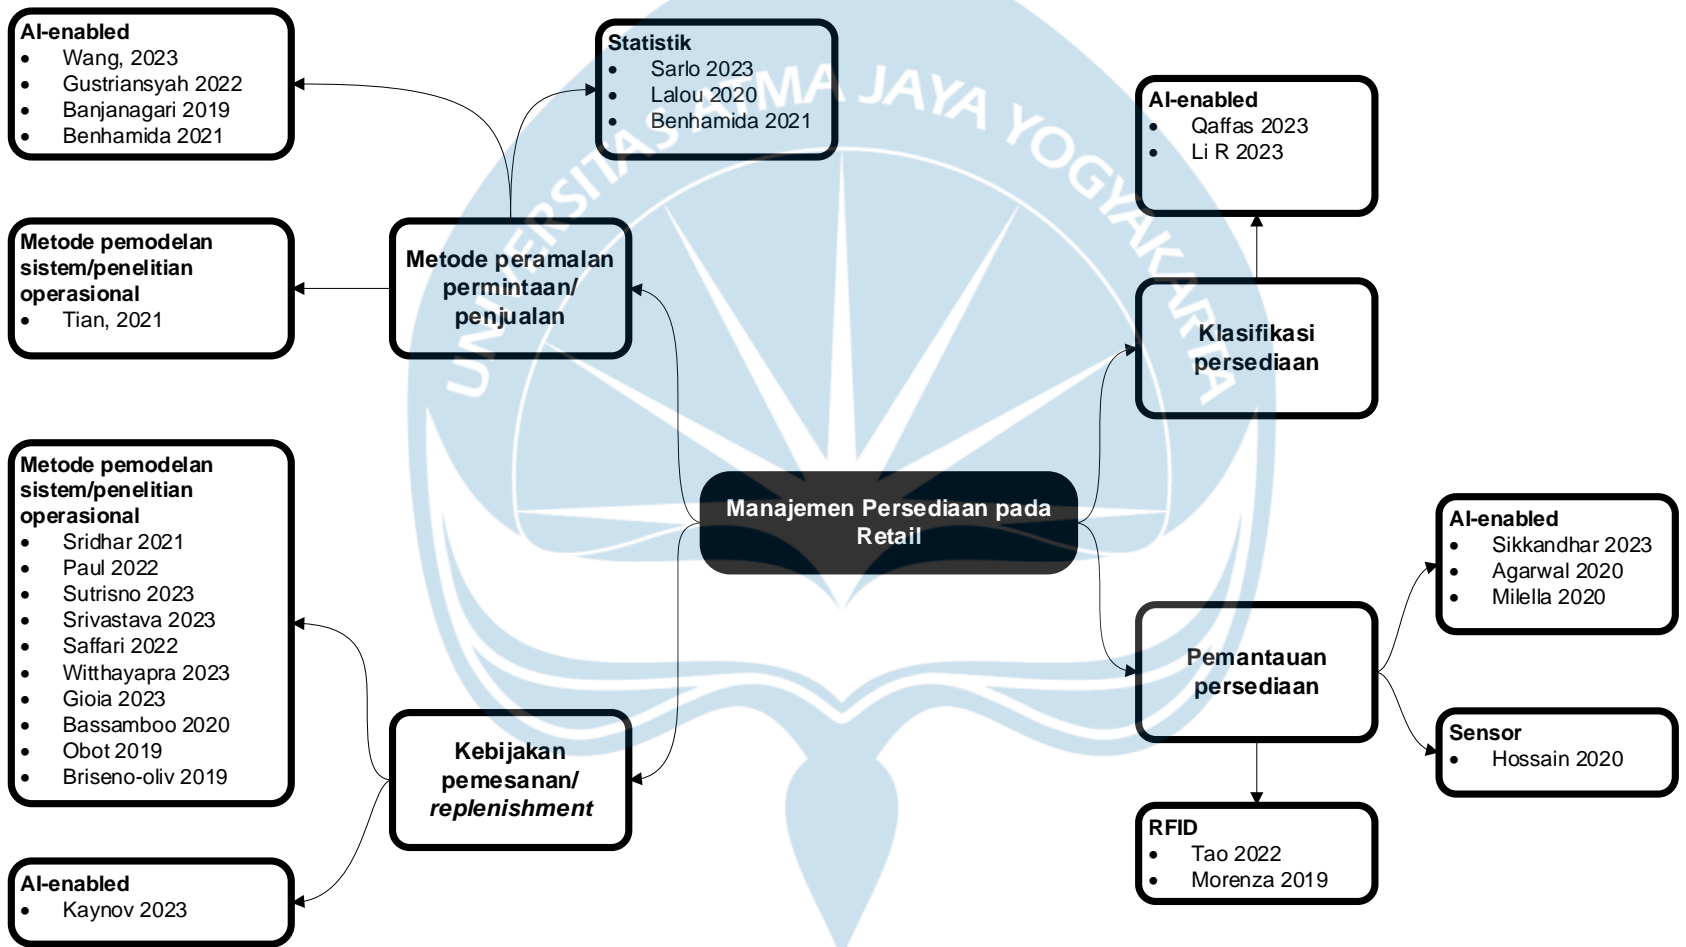 AI-enabled
• Wang, 2023
• Gustriansyah 2022
• Banjanagari 2019
• Benhamida 2021
Statistik
• Sarlo 2023
• Lalou 2020
• Benhamida 2021
UNIVERSITAS ATMA JAYA YOGYAKARTA
AI-enabled
• Qaffas 2023
• Li R 2023
Metode pemodelan
sistem/penelitian
operasional
• Tian, 2021
Metode peramalan
permintaan/
penjualan
Klasifikasi
persediaan
Metode pemodelan
sistem/penelitian
operasional
• Sridhar 2021
• Paul 2022
• Sutrisno 2023
• Srivastava 2023
• Saffari 2022
• Witthayapra 2023
• Gioia 2023
• Bassamboo 2020
• Obot 2019
• Briseno-oliv 2019
Manajemen Persediaan pada
Retail
AI-enabled
• Sikkandhar 2023
• Agarwal 2020
• Milella 2020
Pemantauan
persediaan
Kebijakan
pemesanan/
replenishment
Sensor
• Hossain 2020
RFID
• Tao 2022
• Morenza 2019
AI-enabled
• Kaynov 2023